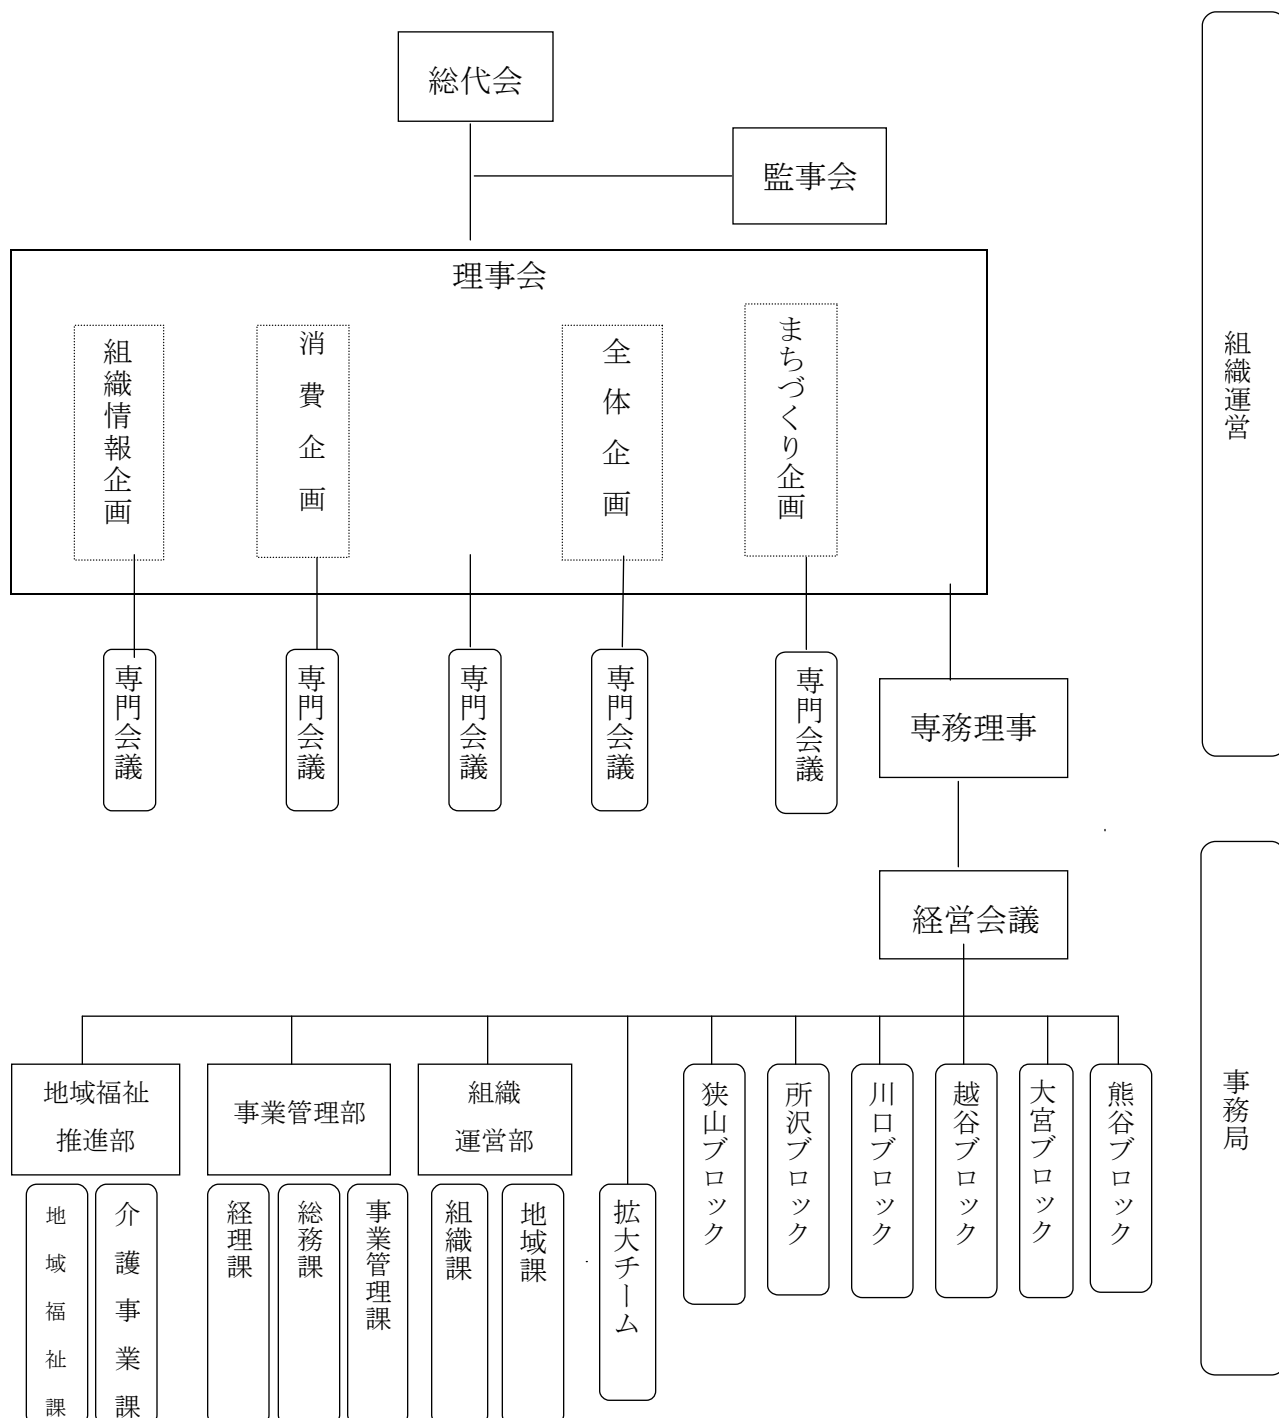 総代会
監事会
理事会
組織情報企画
消費企画
全体企画
まちづくり企画
専門会議
専門会議
専門会議
専門会議
専門会議
専務理事
経営会議
地域福祉
推進部
事業管理部
組織
運営部
拡大チーム
狭山ブロック
所沢ブロック
川口ブロック
越谷ブロック
大宮ブロック
熊谷ブロック
地域福祉課
介護事業課
経理課
総務課
事業管理課
組織課
地域課
組織運営
事務局